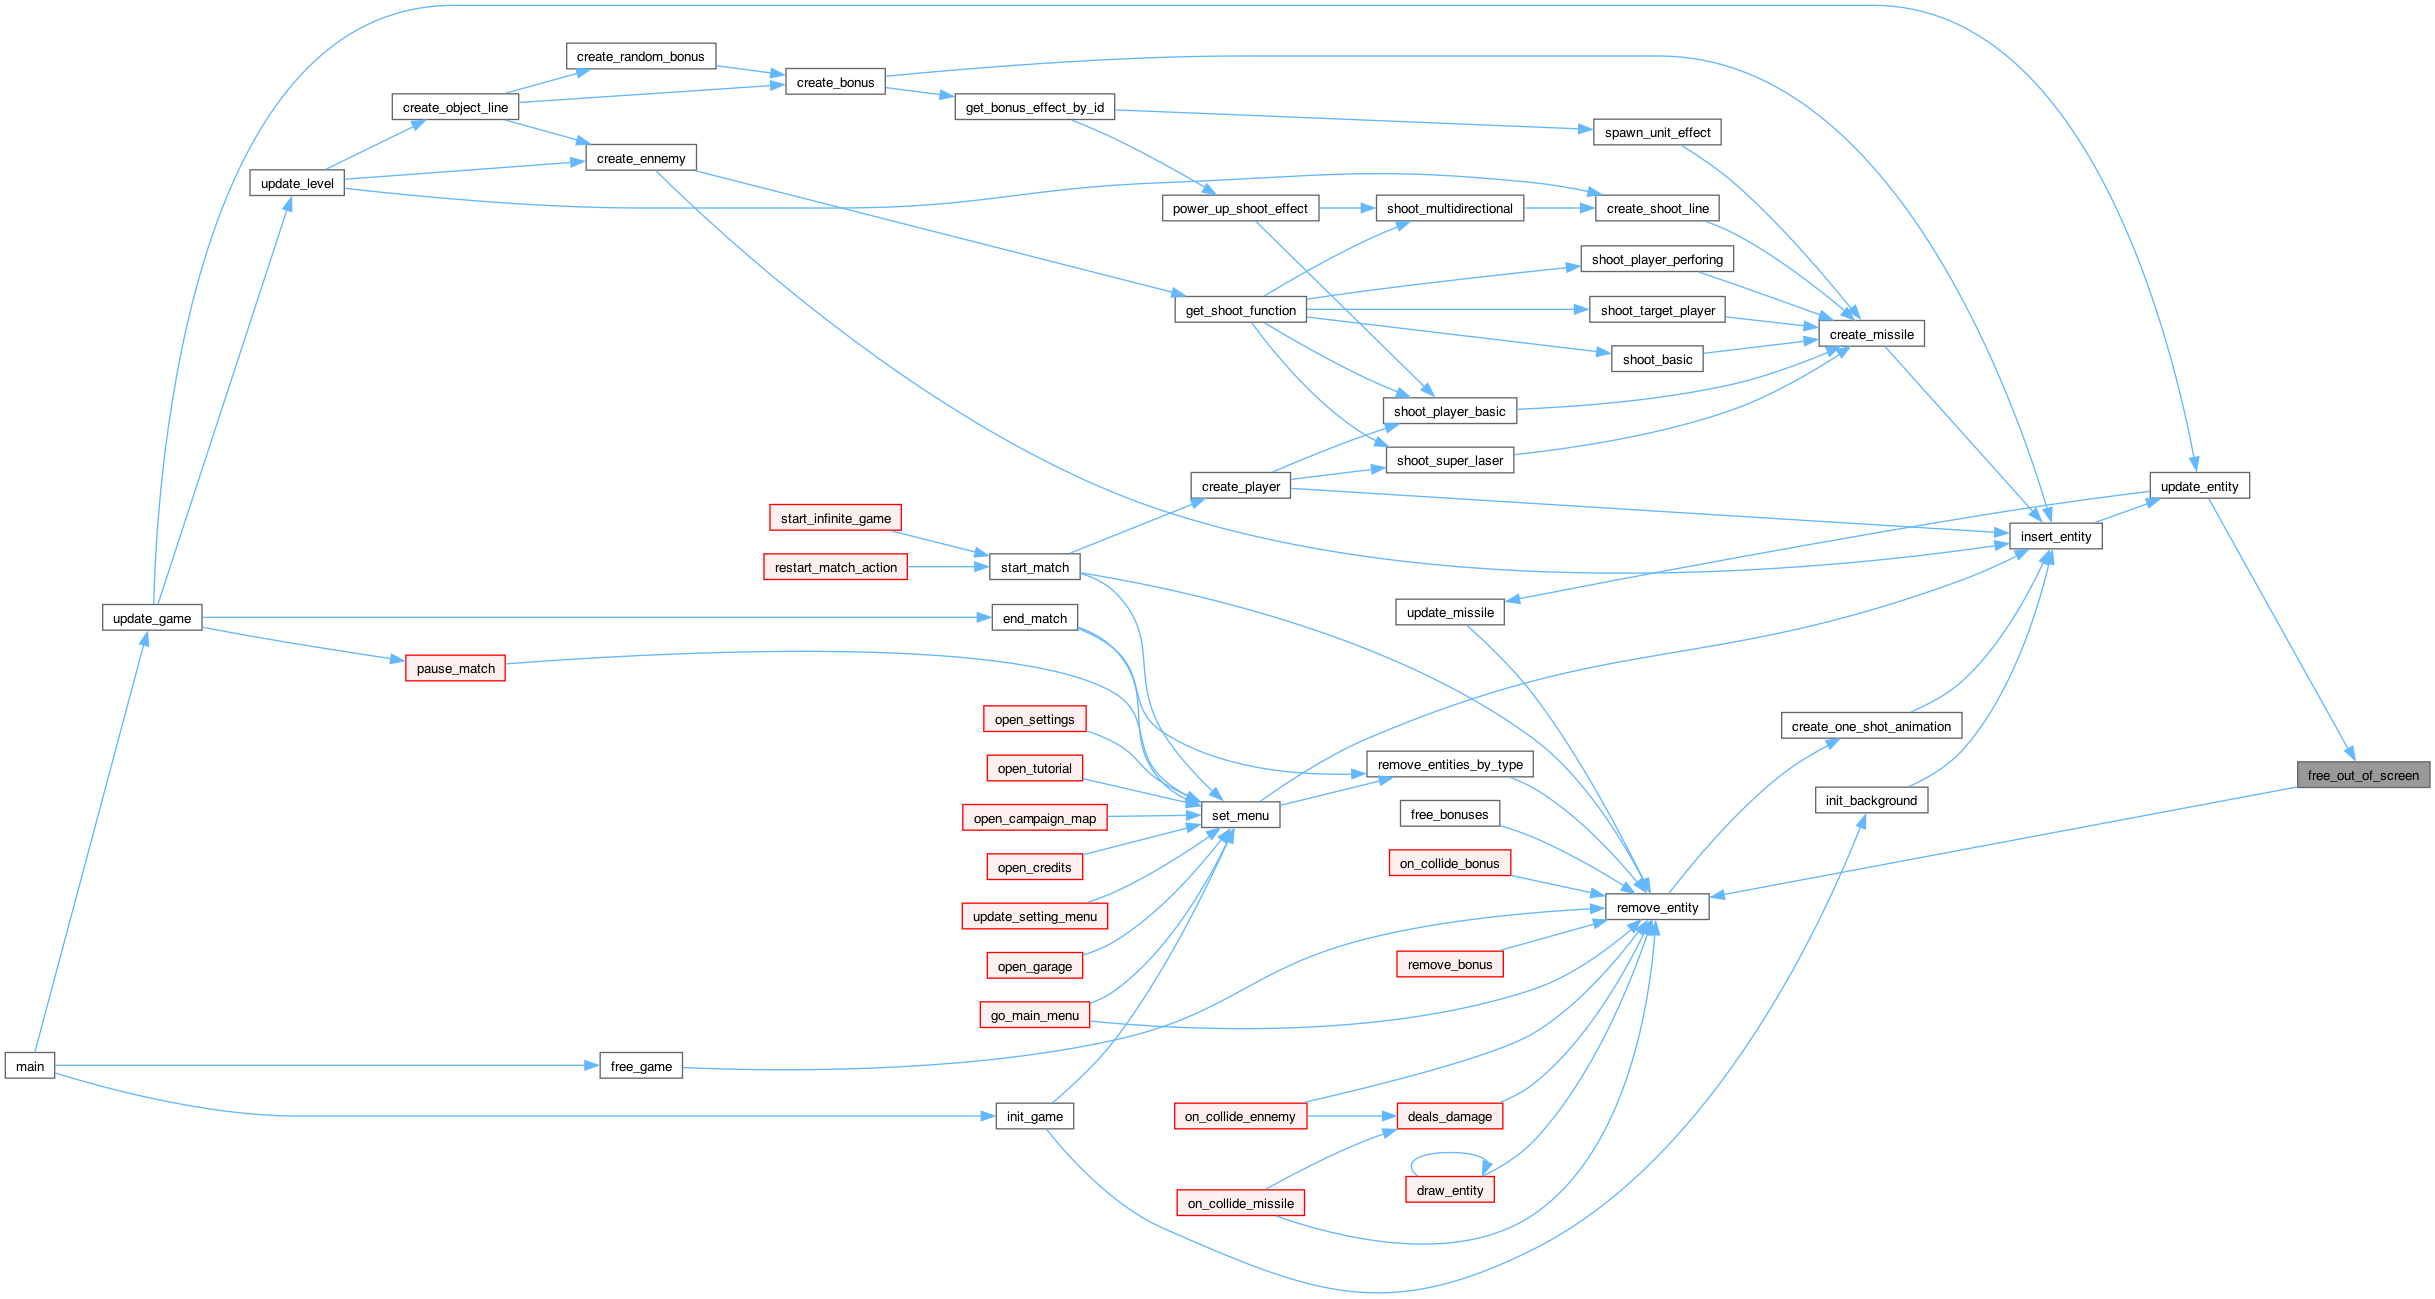 create_random_bonus
create_bonus
create_object_line
get_bonus_effect_by_id
spawn_unit_effect
create_ennemy
update_level
power_up_shoot_effect
shoot_multidirectional
create_shoot_line
shoot_player_perforing
get_shoot_function
shoot_target_player
create_missile
shoot_basic
shoot_player_basic
shoot_super_laser
create_player
update_entity
start_infinite_game
insert_entity
restart_match_action
start_match
update_missile
update_game
end_match
pause_match
open_settings
create_one_shot_animation
remove_entities_by_type
open_tutorial
free_out_of_screen
init_background
open_campaign_map
set_menu
free_bonuses
on_collide_bonus
open_credits
remove_entity
update_setting_menu
open_garage
remove_bonus
go_main_menu
main
free_game
init_game
on_collide_ennemy
deals_damage
draw_entity
on_collide_missile